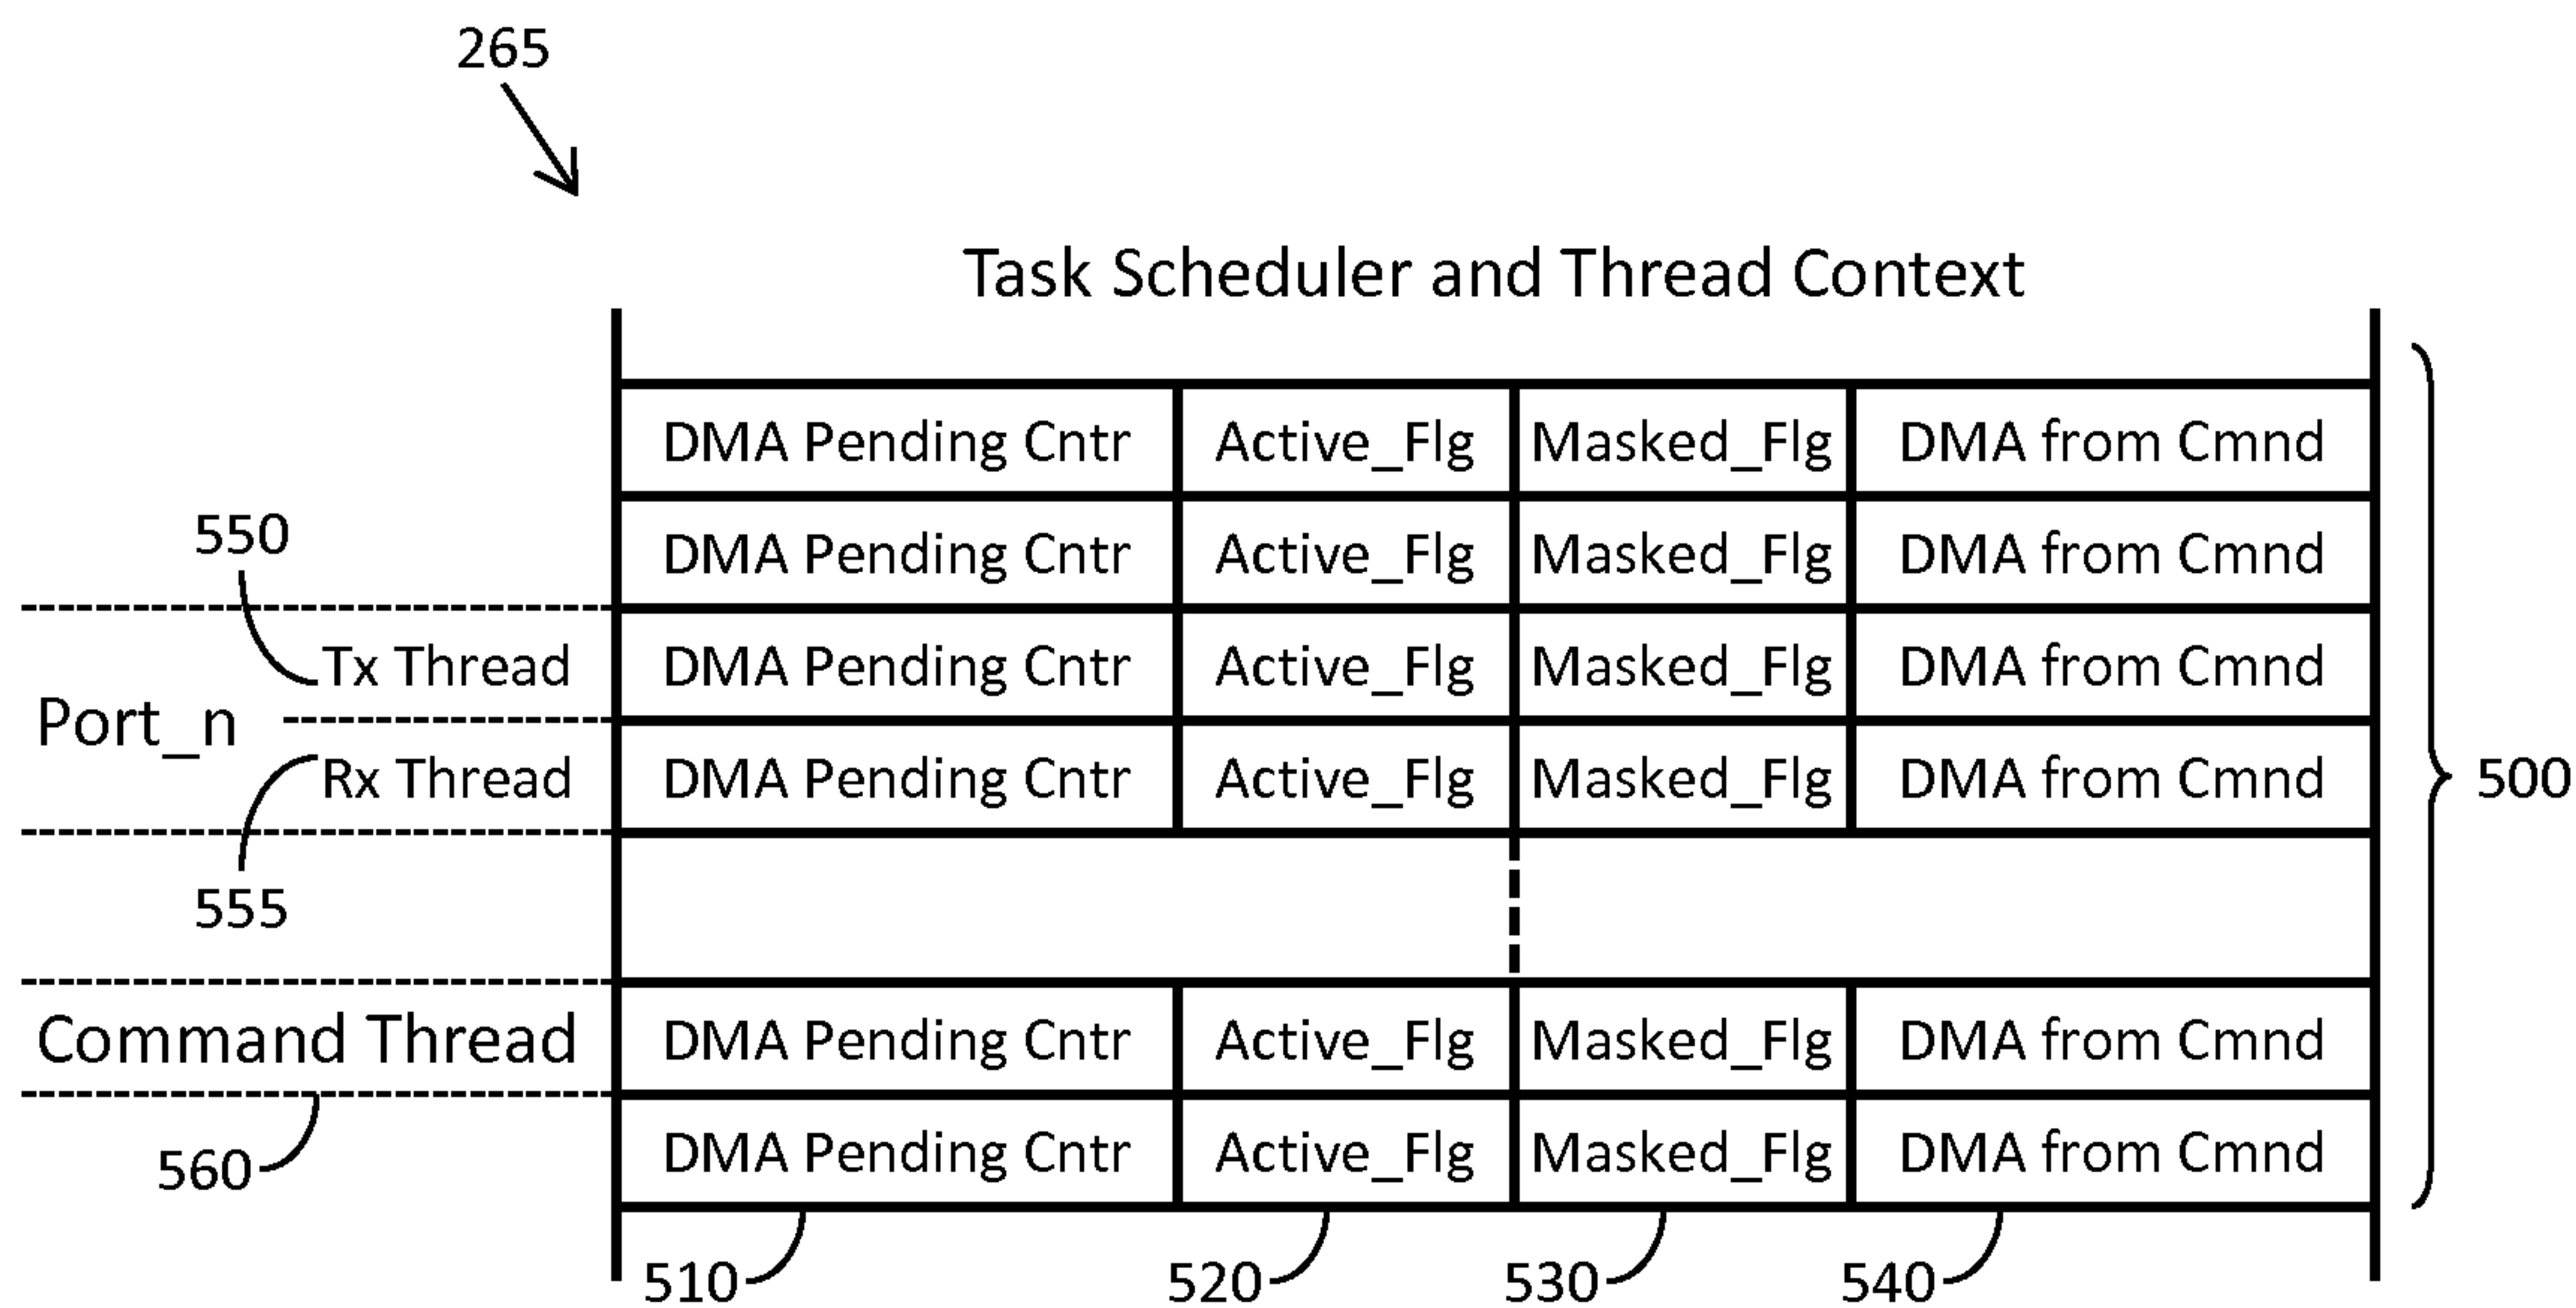 265
Task Scheduler and Thread Context
DMA Pending Cntr Active_Flg Masked_Flg DMA from Cmnd
550 DMA Pending Cntr Active_Flg Masked_Flg DMA from Cmnd
Tx Thread DMA Pending Cntr Active_Flg Masked_Flg DMA from Cmnd
Port_n
Rx Thread DMA Pending Cntr Active_Flg Masked_Flg DMA from Cmnd 500
555
Command Thread DMA Pending Cntr Active_Flg Masked_Flg DMA from Cmnd
560 DMA Pending Cntr Active_Flg Masked_Flg DMA from Cmnd
510 520 530 540